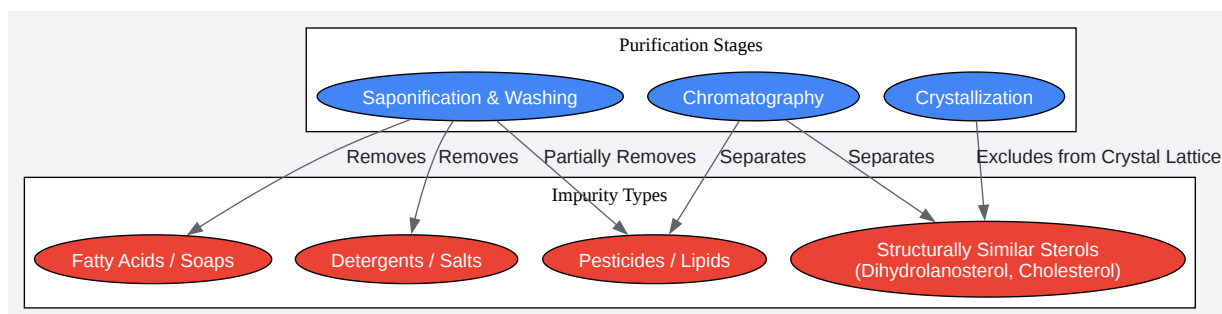 Purification Stages
Saponification & Washing
Chromatography
Crystallization
Removes
Removes
Partially Removes
Separates
Separates
Excludes from Crystal Lattice
Impurity Types
Fatty Acids / Soaps
Detergents / Salts
Pesticides / Lipids
Structurally Similar Sterols
(Dihydrolanosterol, Cholesterol)